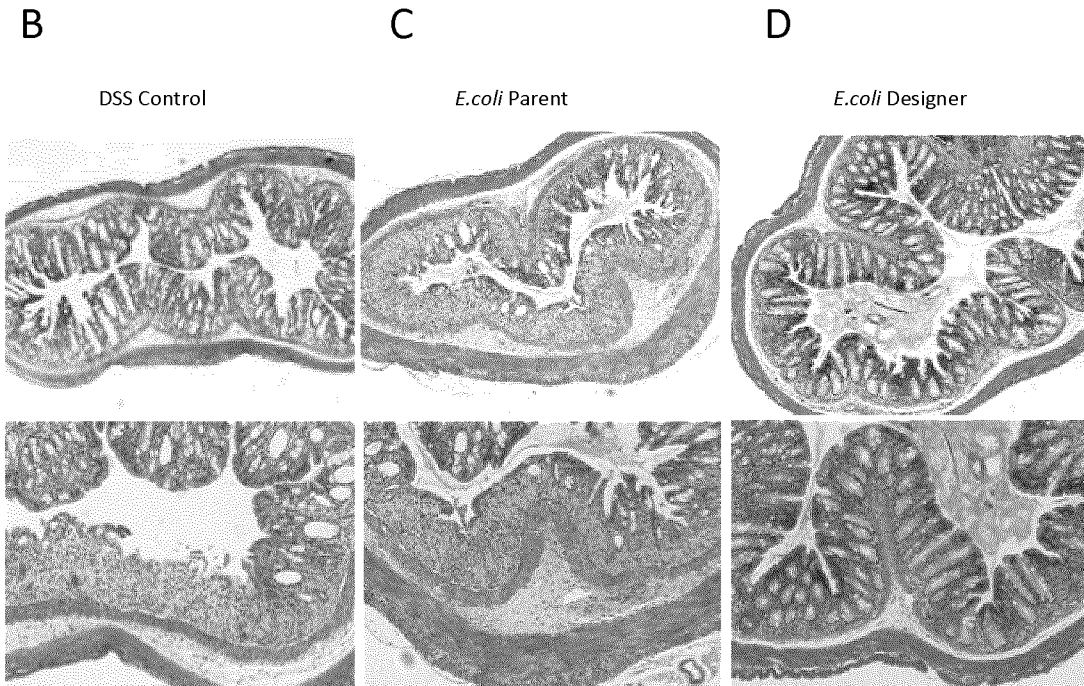 B
C
D
DSS Control
E.coli Parent
E.coli Designer